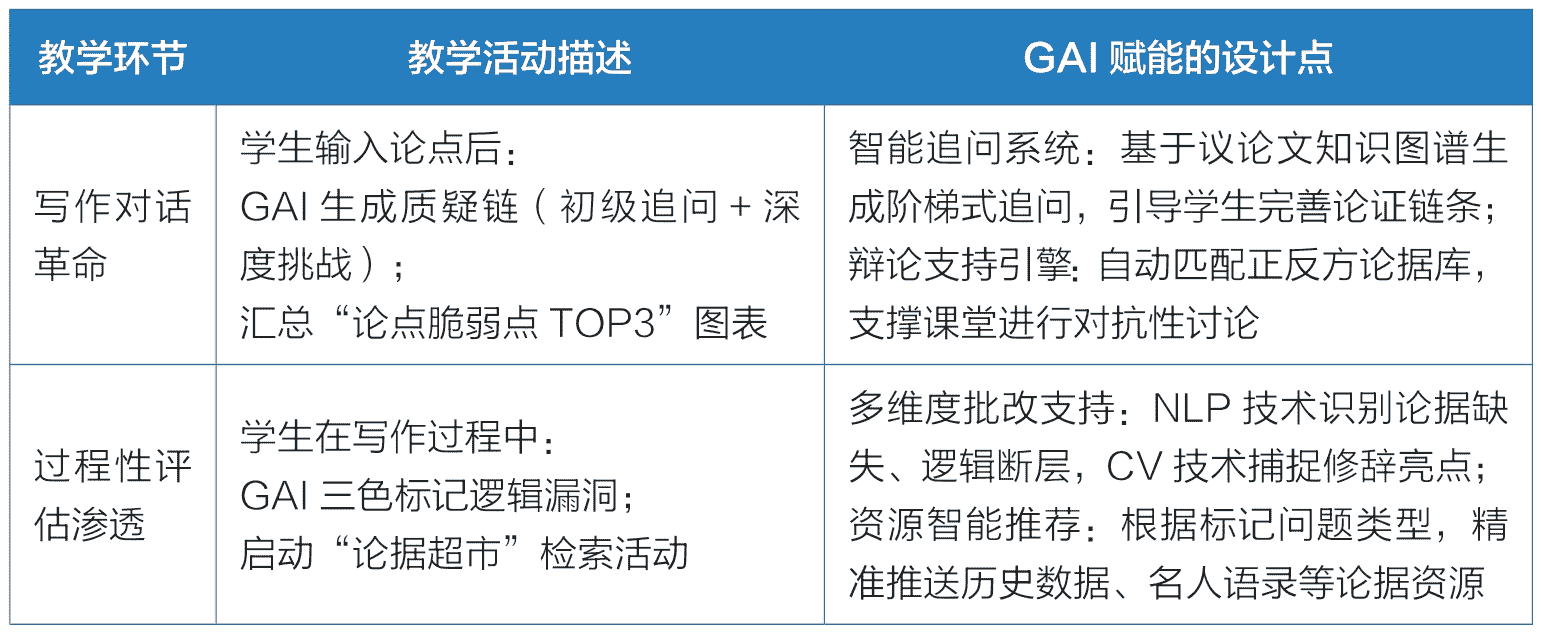 教学环节
教学活动描述
GAI 赋能的设计点
写作对话
革命
学生输入论点后：
GAI 生成质疑链（初级追问 + 深
度挑战）；
汇总“论点脆弱点 TOP3”图表
智能追问系统：基于议论文知识图谱生
成阶梯式追问，引导学生完善论证链条；
辩论支持引擎：自动匹配正反方论据库，
支撑课堂进行对抗性讨论
过程性评
估渗透
学生在写作过程中：
GAI 三色标记逻辑漏洞；
启动“论据超市”检索活动
多维度批改支持：NLP 技术识别论据缺
失、逻辑断层，CV 技术捕捉修辞亮点；
资源智能推荐：根据标记问题类型，精
准推送历史数据、名人语录等论据资源